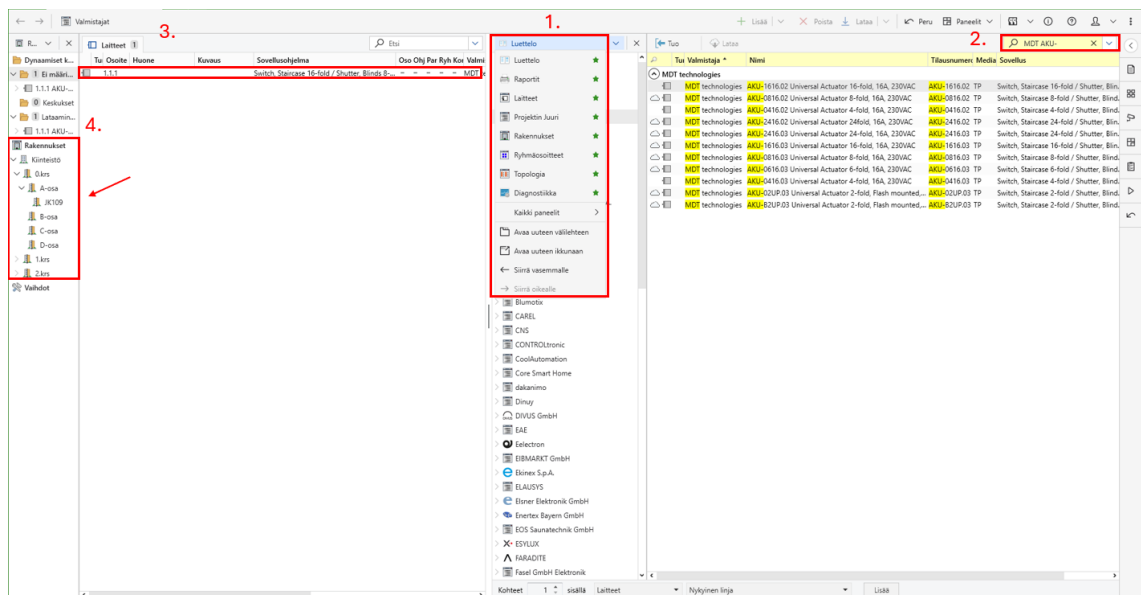 Valmistajat
+ Lisää
Poista
Lataa
Peru
Paneelit
1.
2.
3.
4.
R...
Laitteet 1
Etsi
Luettelo
Tuo
Lataa
MDT AKU-
Dynaamiset k...
1 Ei määri...
1.1.1 AKU-...
0 Keskukset
1 Lataamin...
1.1.1 AKU-...
Rakennukset
Kiinteistö
0.krs
A-osa
JK109
B-osa
C-osa
D-osa
1.krs
2.krs
Vaihdot
Tu Osoite Huone Kuvaus Sovellusohjelma Oso Ohj Par Ryh Kor Valmi
1.1.1 Switch, Staircase 16-fold / Shutter, Blinds 8-... – – – – – MDT
Luettelo
Raportit
Laitteet
Projektin Juuri
Rakennukset
Ryhmäosoitteet
Topologia
Diagnostiikka
Kaikki paneelit
Avaa uuteen välilehteen
Avaa uuteen ikkunaan
Siirrä vasemmalle
Siirrä oikealle
Blumotix
CAREL
CNS
CONTROLtronic
CoolAutomation
Core Smart Home
dakanimo
Dinuy
DIVUS GmbH
EAE
Eelectron
EIBMARKT GmbH
Ekinex S.p.A.
ELAUSYS
Elsner Elektronik GmbH
Enertex Bayern GmbH
EOS Saunatechnik GmbH
ESYLUX
FARADITE
Fasel GmbH Elektronik
Tu Valmistaja Nimi Tilausnumero Media Sovellus
MDT technologies
MDT technologies AKU-1616.02 Universal Actuator 16-fold, 16A, 230VAC AKU-1616.02 TP Switch, Staircase 16-fold / Shutter, Blin.
MDT technologies AKU-0816.02 Universal Actuator 8-fold, 16A, 230VAC AKU-0816.02 TP Switch, Staircase 8-fold / Shutter, Blind.
MDT technologies AKU-0416.02 Universal Actuator 4-fold, 16A, 230VAC AKU-0416.02 TP Switch, Staircase 4-fold / Shutter, Blind.
MDT technologies AKU-2416.02 Universal Actuator 24fold, 16A, 230VAC AKU-2416.02 TP Switch, Staircase 24-fold / Shutter, Blin.
MDT technologies AKU-2416.03 Universal Actuator 24-fold, 16A, 230VAC AKU-2416.03 TP Switch, Staircase 24-fold / Shutter, Blin.
MDT technologies AKU-1616.03 Universal Actuator 16-fold, 16A, 230VAC AKU-1616.03 TP Switch, Staircase 16-fold / Shutter, Blin.
MDT technologies AKU-0816.03 Universal Actuator 8-fold, 16A, 230VAC AKU-0816.03 TP Switch, Staircase 8-fold / Shutter, Blind.
MDT technologies AKU-0616.03 Universal Actuator 6-fold, 16A, 230VAC AKU-0616.03 TP Switch, Staircase 6-fold / Shutter, Blind.
MDT technologies AKU-0416.03 Universal Actuator 4-fold, 16A, 230VAC AKU-0416.03 TP Switch, Staircase 4-fold / Shutter, Blind.
MDT technologies AKU-02UP.03 Universal Actuator 2-fold, Flash mounted,... AKU-02UP.03 TP Switch, Staircase 2-fold / Shutter, Blind.
MDT technologies AKU-B2UP.03 Universal Actuator 2-fold, Flush mounted,... AKU-B2UP.03 TP Switch, Staircase 2-fold / Shutter, Blind.
Kohteet 1 sisällä Laitteet Nykyinen linja Lisää